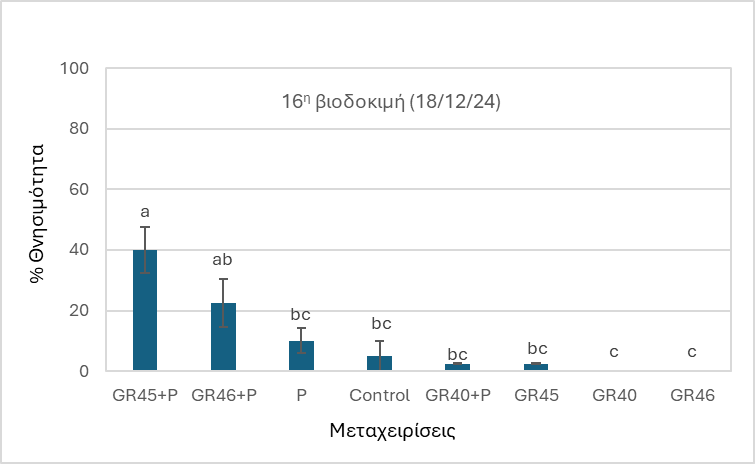 16η βιοδοκιμή (18/12/24)
% Θνησιμότητα
100
80
60
40
20
0
a
ab
bc
bc
bc
bc
c
c
GR45+P GR46+P P Control GR40+P GR45 GR40 GR46
Μεταχειρίσεις